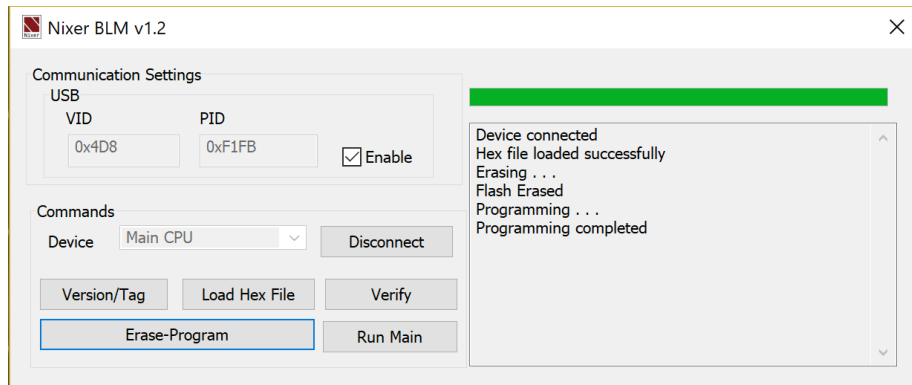 Nixer BLM v1.2
Communication Settings
USB
VID PID
0x4D8 0xF1FB Enable
Commands
Device Main CPU Disconnect
Version/Tag Load Hex File Verify
Erase-Program Run Main
Device connected
Hex file loaded successfully
Erasing . . .
Flash Erased
Programming . . .
Programming completed